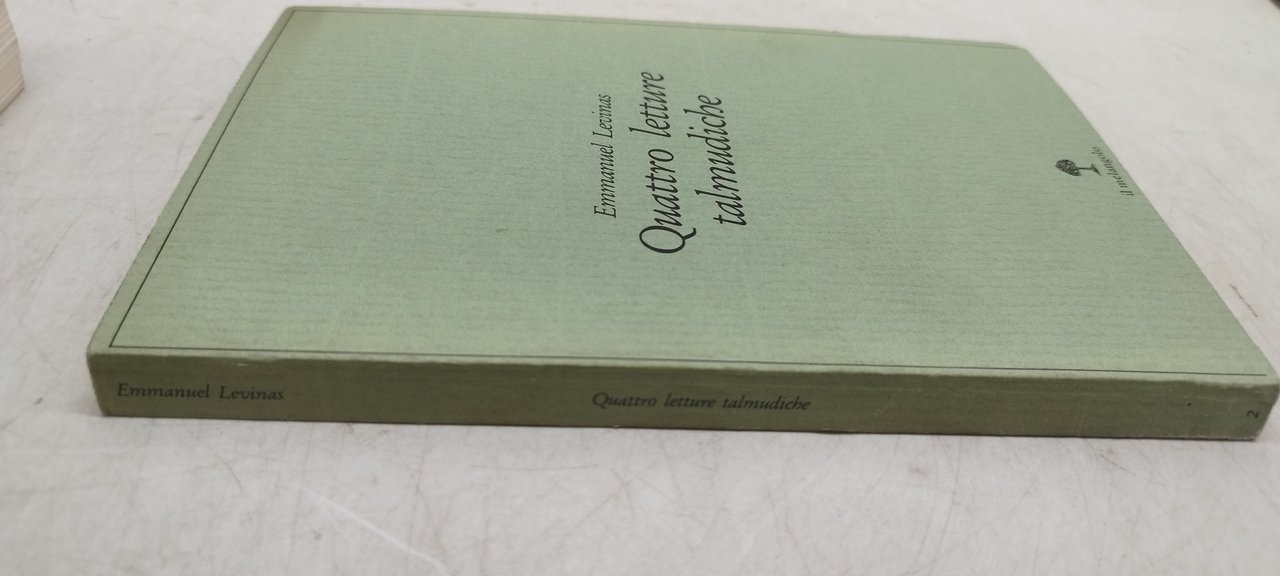 Emmanuel Levinas
Quattro letture
talmudiche
il melangolo
Emmanuel Levinas
Quattro letture talmudiche
2